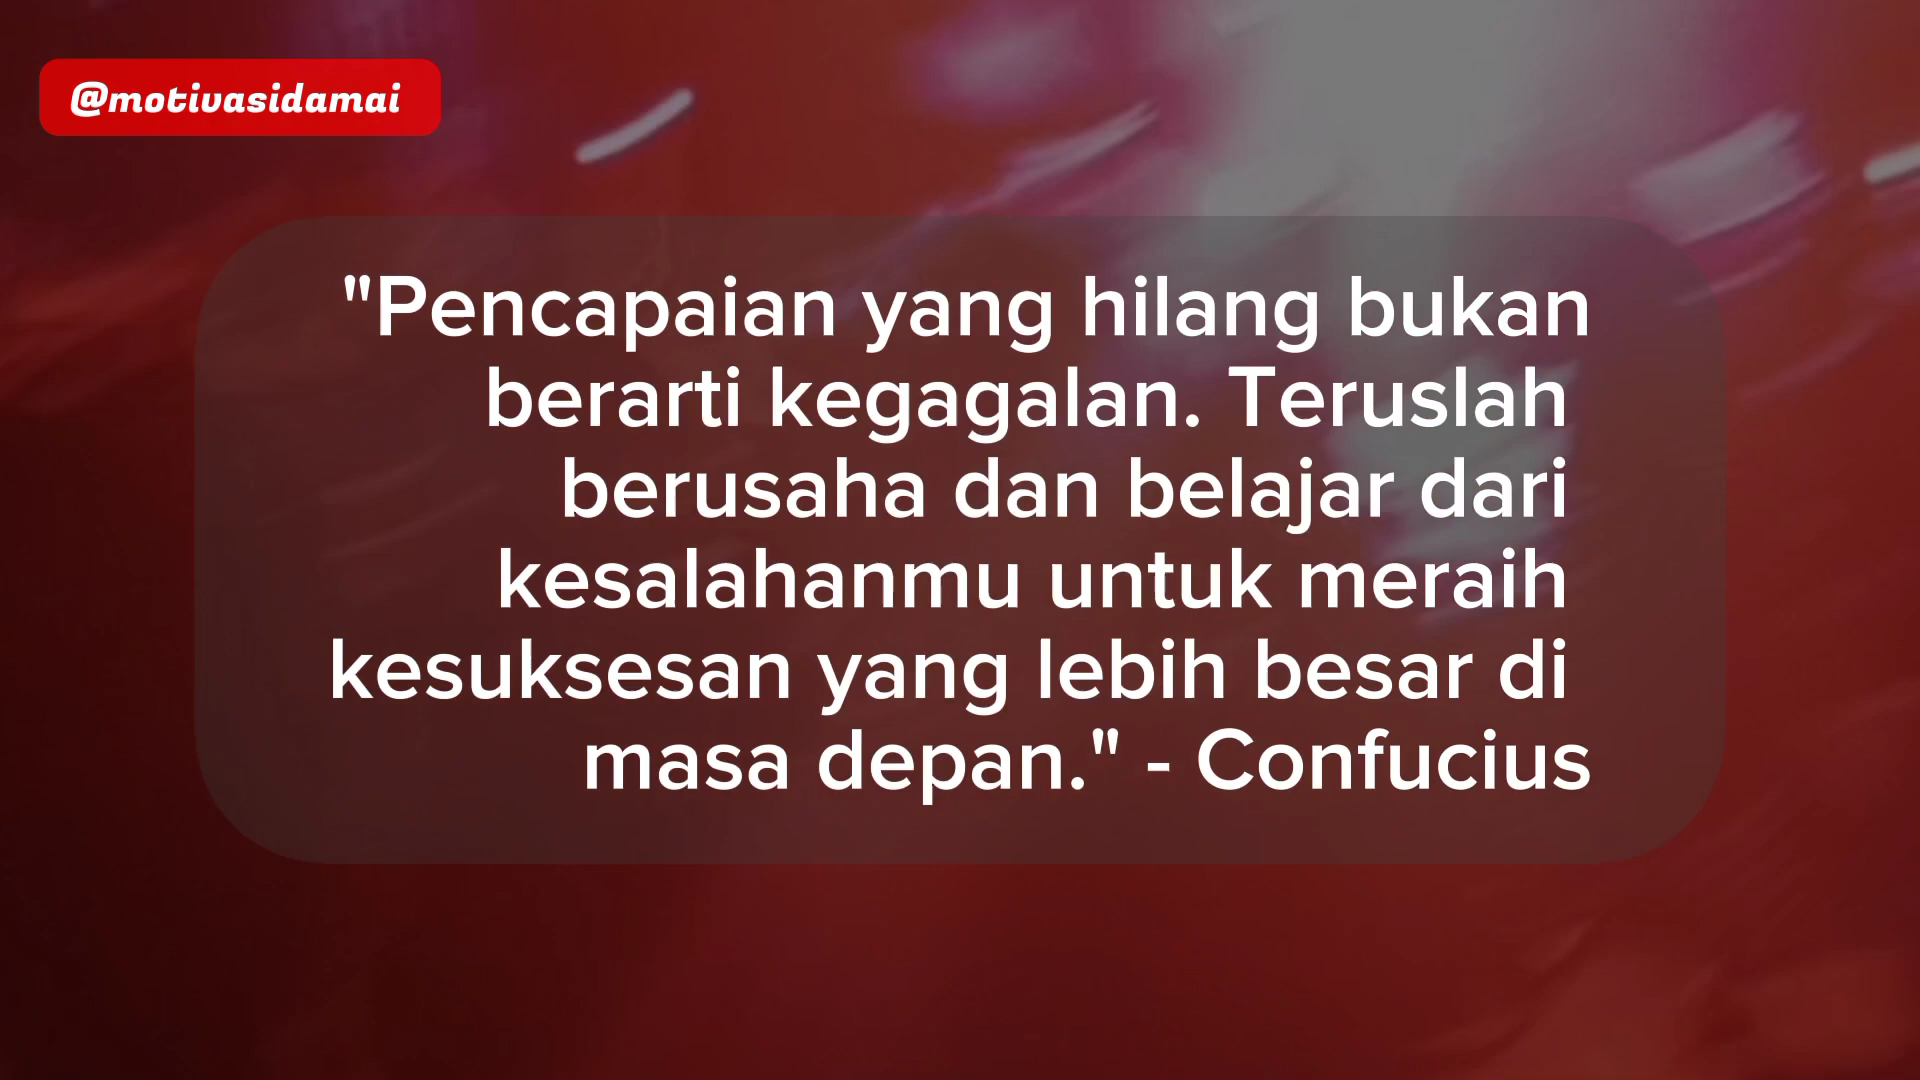 @motivasidamai
"Pencapaian yang hilang bukan
berarti kegagalan. Teruslah
berusaha dan belajar dari
kesalahanmu untuk meraih
kesuksesan yang lebih besar di
masa depan." - Confucius